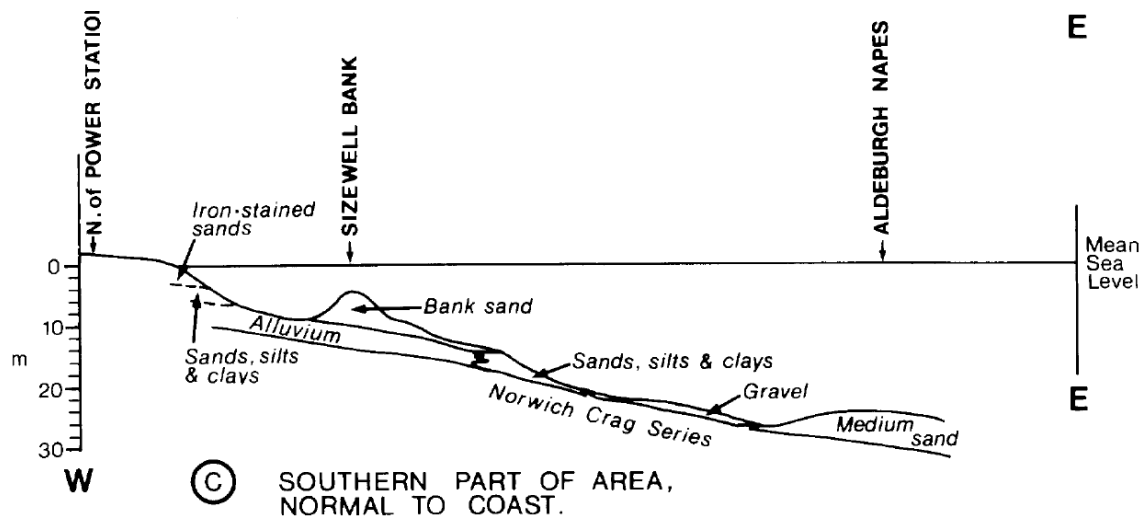 N. of POWER STATIOI
SIZEWELL BANK
ALDEBURGH NAPES
E
Iron-stained
sands
0
10
m
20
30
Mean
Sea
Level
Bank sand
Alluvium
Sands, silts
& clays
Sands, silts & clays
Gravel
Norwich Crag Series
Medium
sand
E
W
C SOUTHERN PART OF AREA,
NORMAL TO COAST.